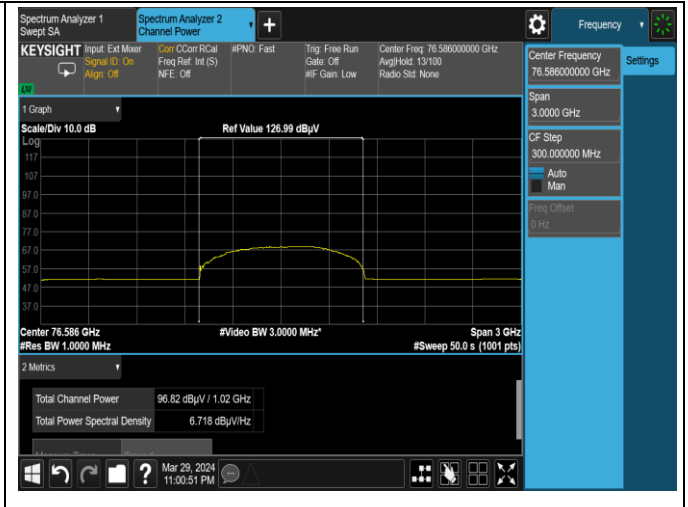 Spectrum Analyzer 1
Swept SA
Spectrum Analyzer 2
Channel Power
+
Frequency
KEYSIGHT
Input: Ext Mixer
Signal ID: On
Align: Off
Corr CCorr RCal
Freq Ref: Int (S)
NFE: Off
#PNO: Fast
Trig: Free Run
Gate: Off
#IF Gain: Low
Center Freq: 76.586000000 GHz
Avg|Hold: 13/100
Radio Std: None
LXI
Center Frequency
76.586000000 GHz
Settings
Span
3.0000 GHz
CF Step
300.000000 MHz
Auto
Man
Freq Offset
0 Hz
1 Graph
Scale/Div 10.0 dB
Ref Value 126.99 dBµV
Log
117
107
97.0
87.0
77.0
67.0
57.0
47.0
37.0
Center 76.586 GHz
#Video BW 3.0000 MHz*
Span 3 GHz
#Res BW 1.0000 MHz
#Sweep 50.0 s (1001 pts)
2 Metrics
Total Channel Power 96.82 dBµV / 1.02 GHz
Total Power Spectral Density 6.718 dBµV/Hz
?
Mar 29, 2024
11:00:51 PM